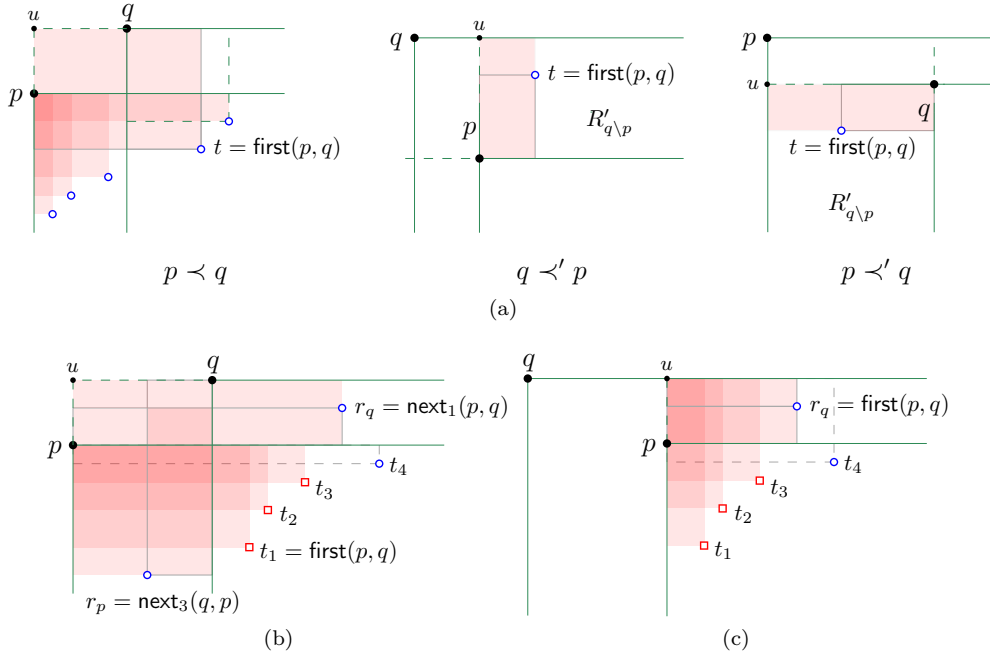 u
q
p
t = first(p, q)
p ≺ q
q
u
t = first(p, q)
p
R′q\p
q ≺′ p
p
u
q
t = first(p, q)
R′q\p
p ≺′ q
(a)
u
q
rq = next1(p, q)
p
t4
t3
t2
t1 = first(p, q)
rp = next3(q, p)
(b)
q
u
rq = first(p, q)
p
t4
t3
t2
t1
(c)